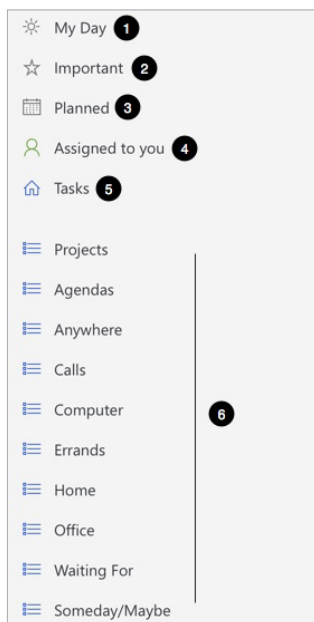 My Day 1
Important 2
Planned 3
Assigned to you 4
Tasks 5
Projects
Agendas
Anywhere
Calls
Computer
6
Errands
Home
Office
Waiting For
Someday/Maybe